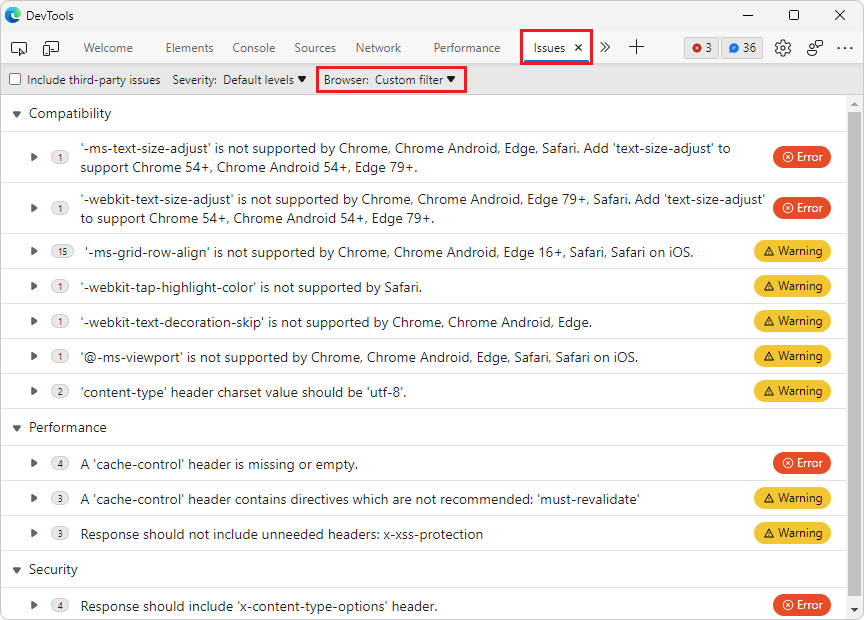 DevTools
Welcome Elements Console Sources Network Performance Issues 3 36
Include third-party issues Severity: Default levels Browser: Custom filter
Compatibility
1 '-ms-text-size-adjust' is not supported by Chrome, Chrome Android, Edge, Safari. Add 'text-size-adjust' to
support Chrome 54+, Chrome Android 54+, Edge 79+.
Error
1 '-webkit-text-size-adjust' is not supported by Chrome, Chrome Android, Edge 79+, Safari. Add 'text-size-adjust'
to support Chrome 54+, Chrome Android 54+, Edge 79+.
Error
15 '-ms-grid-row-align' is not supported by Chrome, Chrome Android, Edge 16+, Safari, Safari on iOS. Warning
1 '-webkit-tap-highlight-color' is not supported by Safari. Warning
1 '-webkit-text-decoration-skip' is not supported by Chrome, Chrome Android, Edge. Warning
1 '@-ms-viewport' is not supported by Chrome, Chrome Android, Edge, Safari, Safari on iOS. Warning
2 'content-type' header charset value should be 'utf-8'. Warning
Performance
4 A 'cache-control' header is missing or empty. Error
3 A 'cache-control' header contains directives which are not recommended: 'must-revalidate' Warning
3 Response should not include unneeded headers: x-xss-protection Warning
Security
4 Response should include 'x-content-type-options' header. Error